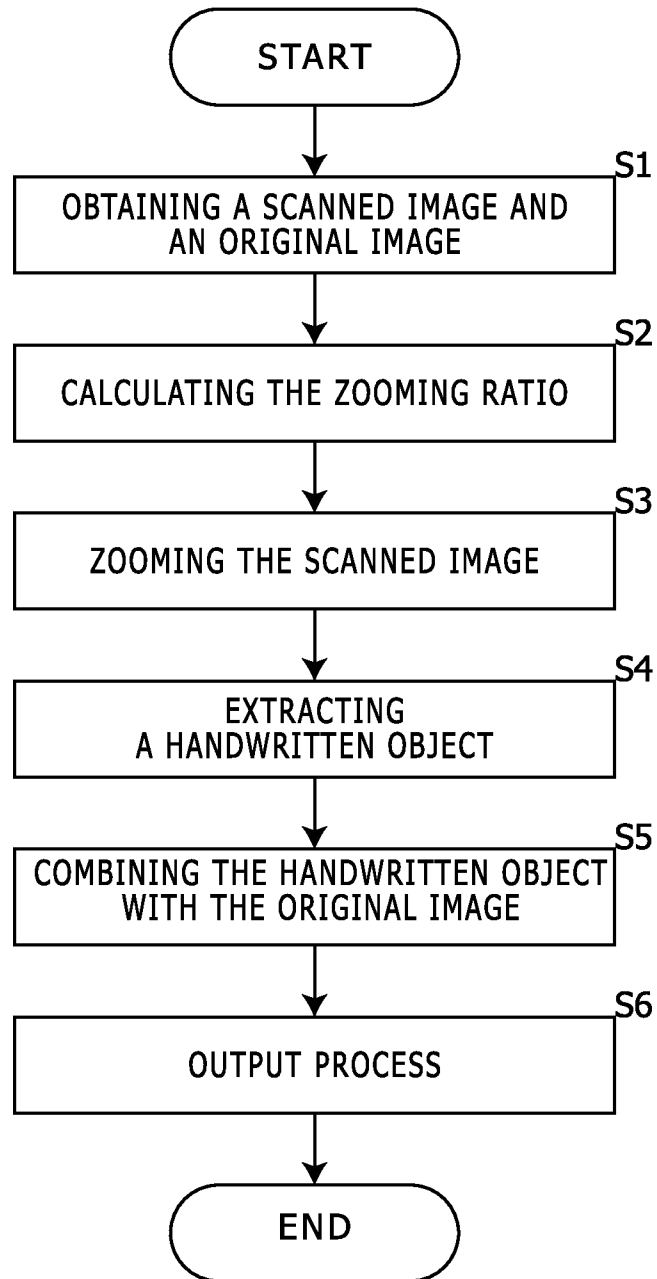 START
S1
OBTAINING A SCANNED IMAGE AND
AN ORIGINAL IMAGE
S2
CALCULATING THE ZOOMING RATIO
S3
ZOOMING THE SCANNED IMAGE
S4
EXTRACTING
A HANDWRITTEN OBJECT
S5
COMBINING THE HANDWRITTEN OBJECT
WITH THE ORIGINAL IMAGE
S6
OUTPUT PROCESS
END